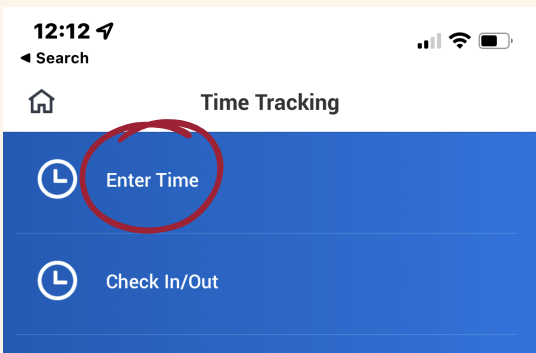 12:12
◀ Search
Time Tracking
Enter Time
Check In/Out